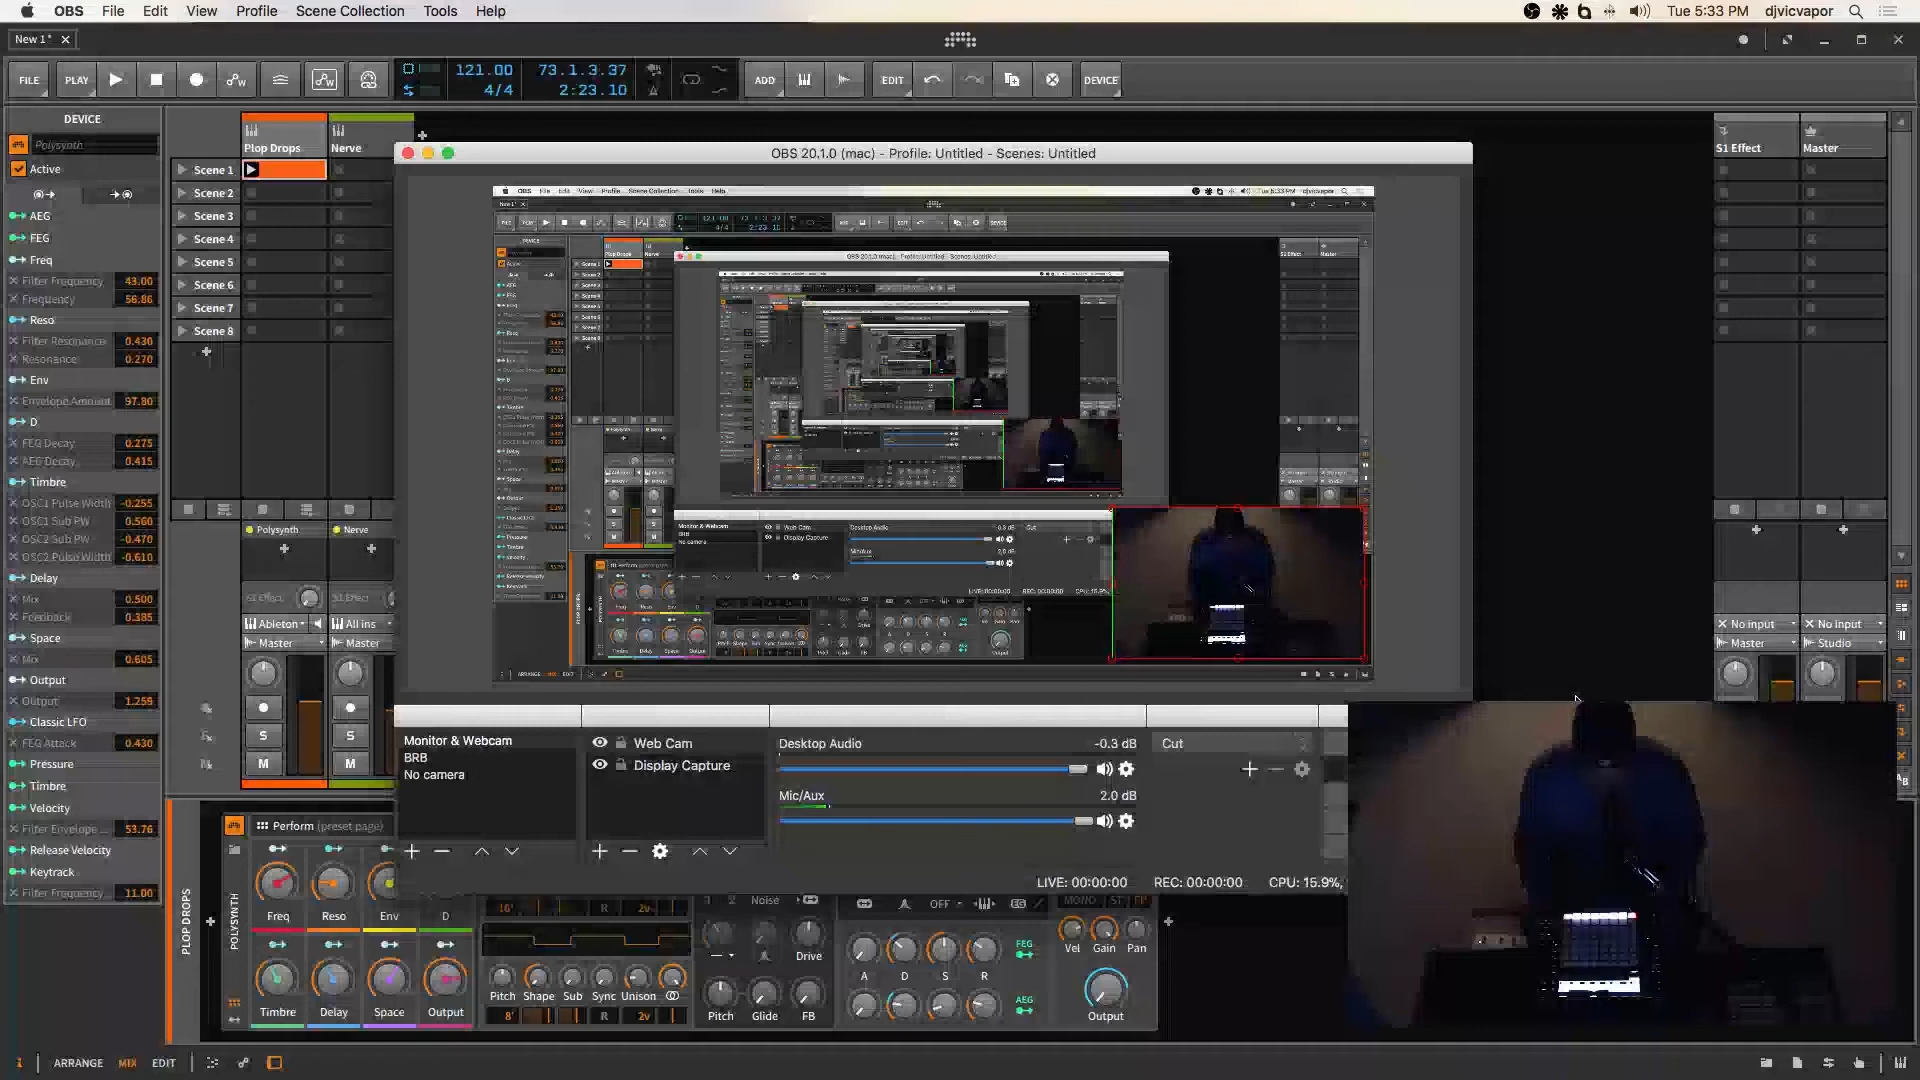 OBS File Edit View Profile Scene Collection Tools Help
Tue 5:33 PM djvicvapor
New 1*
FILE PLAY
121.00 73.1.3.37
4/4 2:23.10
ADD EDIT DEVICE
DEVICE
Polysynth
Active
AEG
FEG
Freq
Filter Frequency 43.00
Frequency 56.86
Reso
Filter Resonance 0.430
Resonance 0.270
Env
Envelope Amount 97.80
D
FEG Decay 0.275
AEG Decay 0.415
Timbre
OSC1 Pulse Width -0.255
OSC1 Sub PW 0.560
OSC2 Sub PW -0.470
OSC2 Pulse Width -0.610
Delay
Mix 0.500
Feedback 0.385
Space
Mix 0.605
Output
Output 1.259
Classic LFO
FEG Attack 0.430
Pressure
Timbre
Velocity
Filter Envelope ... 53.76
Release Velocity
Keytrack
Filter Frequency 11.00
Plop Drops Nerve
Scene 1
Scene 2
Scene 3
Scene 4
Scene 5
Scene 6
Scene 7
Scene 8
Polysynth Nerve
S1 Effect S1 Effect
Ableton All ins
Master Master
S M
S M
OBS 20.1.0 (mac) - Profile: Untitled - Scenes: Untitled
S1 Effect Master
No input No input
Master Studio
Monitor & Webcam
BRB
No camera
Web Cam
Display Capture
Desktop Audio -0.3 dB
Mic/Aux 2.0 dB
Cut
LIVE: 00:00:00 REC: 00:00:00 CPU: 15.9%,
PLOP DROPS
POLYSYNTH
Perform (preset page)
Freq Reso Env D
Timbre Delay Space Output
16' R 2v
Pitch Shape Sub Sync Unison
8' R 2v
Noise
Drive
Pitch Glide FB
OFF EG
A D S R
FEG
AEG
MONO ST FP
Vel Gain Pan
Output
ARRANGE MIX EDIT